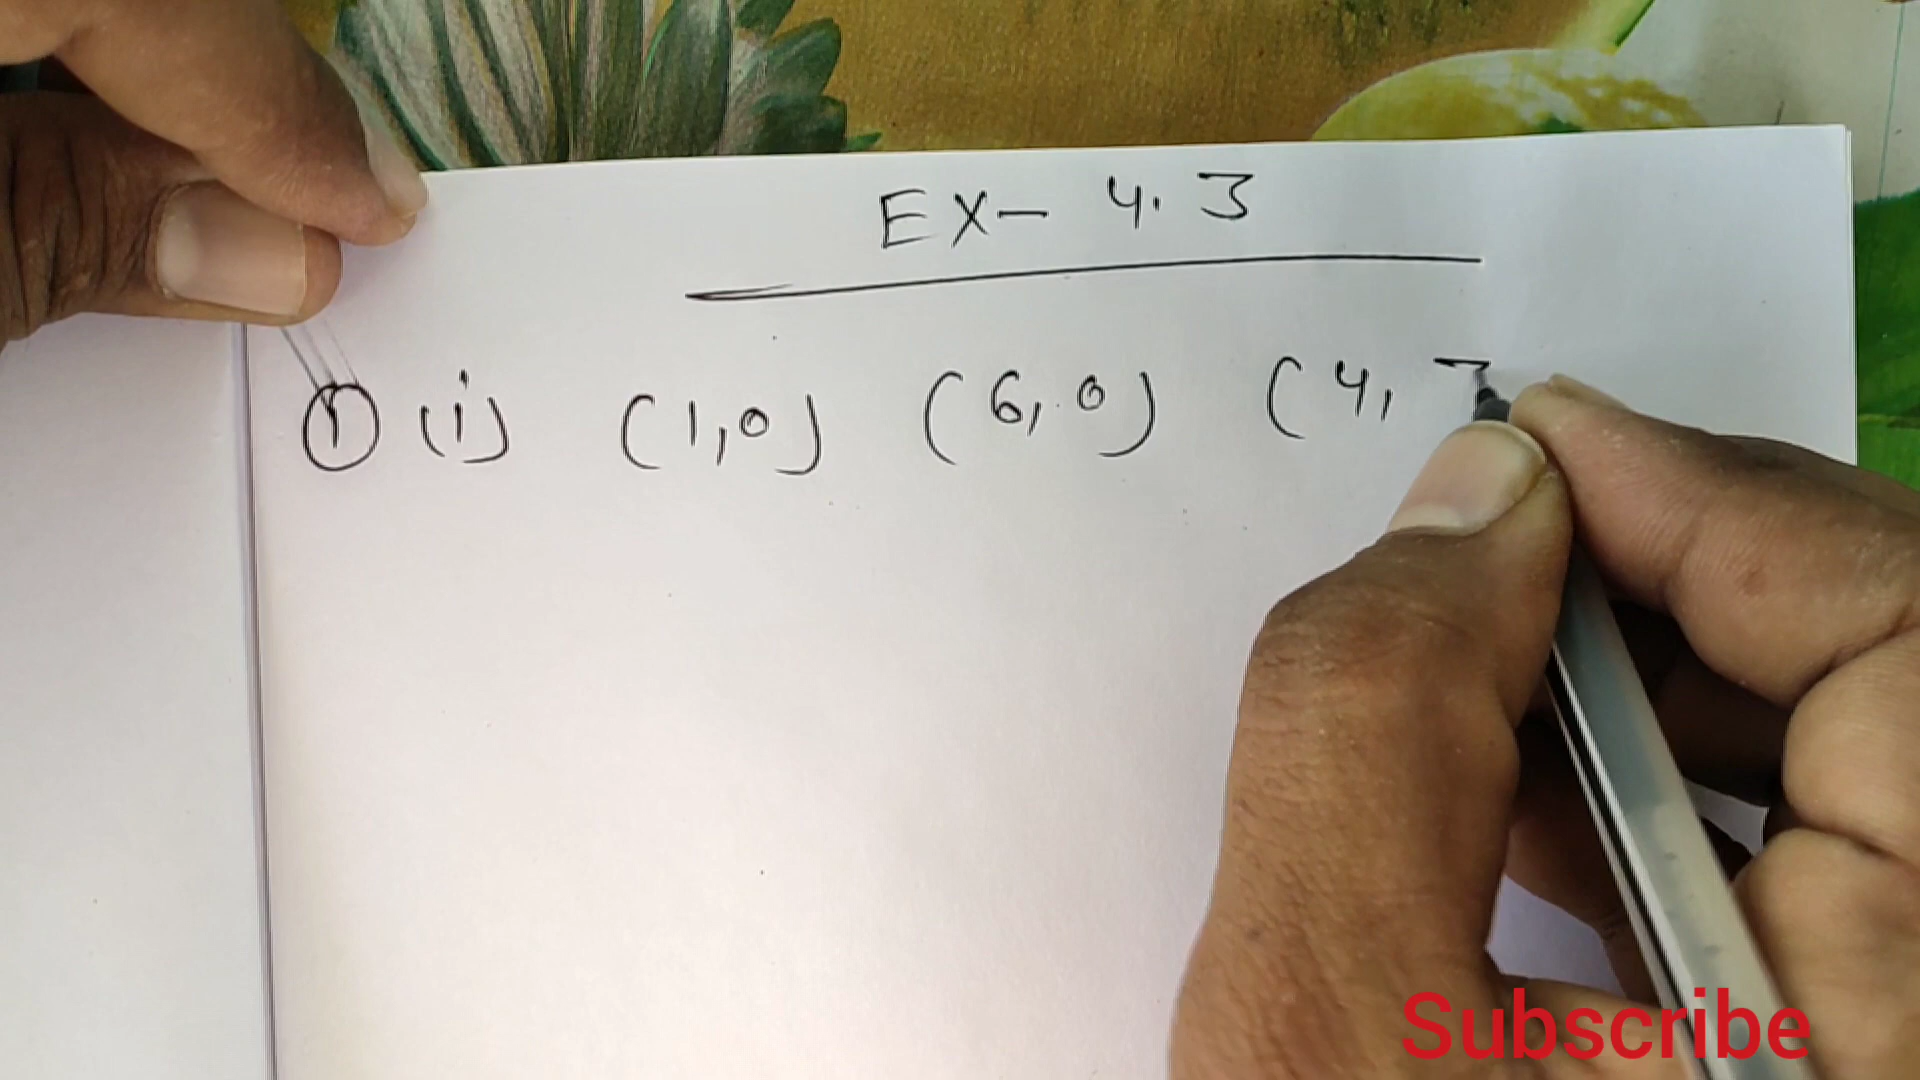 EX- 4.3
① (i) (1,0) (6,0) (4,
Subscribe